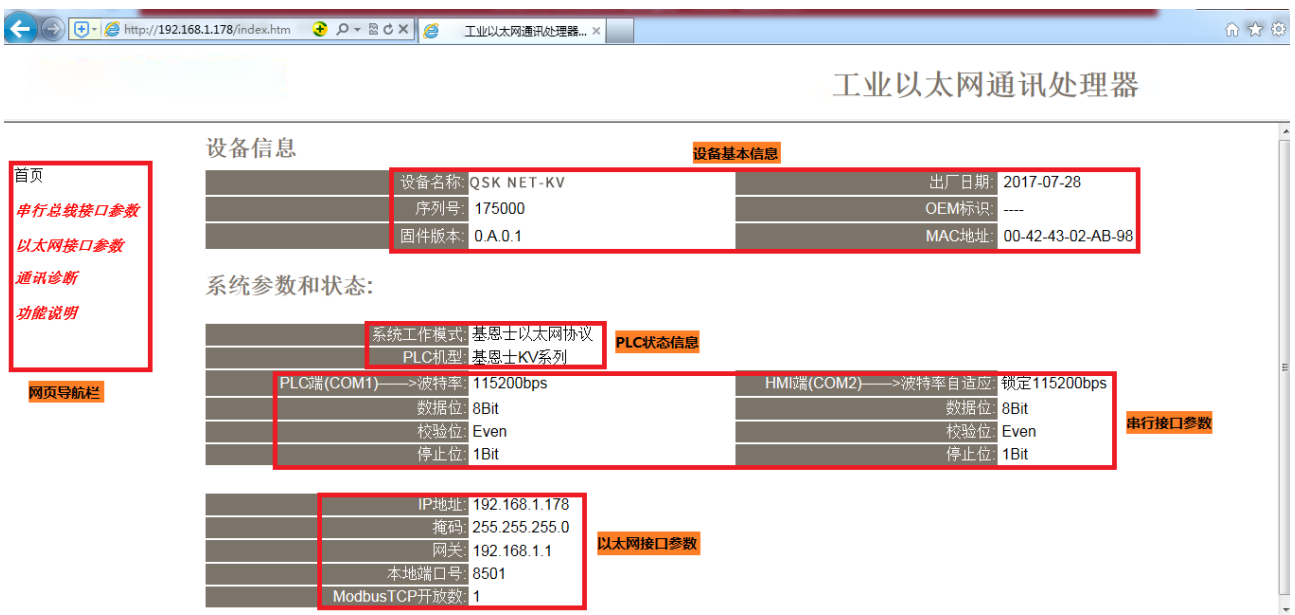 http://192.168.1.178/index.htm 工业以太网通讯处理器...
工业以太网通讯处理器
首页
串行总线接口参数
以太网接口参数
通讯诊断
功能说明
网页导航栏
设备信息 设备基本信息
设备名称: QSK NET-KV 出厂日期: 2017-07-28
序列号: 175000 OEM标识: ----
固件版本: 0.A.0.1 MAC地址: 00-42-43-02-AB-98
系统参数和状态:
系统工作模式: 基恩士以太网协议
PLC机型: 基恩士KV系列
PLC状态信息
PLC端(COM1)——>波特率: 115200bps HMI端(COM2)——>波特率自适应: 锁定115200bps
数据位: 8Bit 数据位: 8Bit
校验位: Even 校验位: Even
停止位: 1Bit 停止位: 1Bit
串行接口参数
IP地址: 192.168.1.178
掩码: 255.255.255.0
网关: 192.168.1.1
本地端口号: 8501
ModbusTCP开放数: 1
以太网接口参数